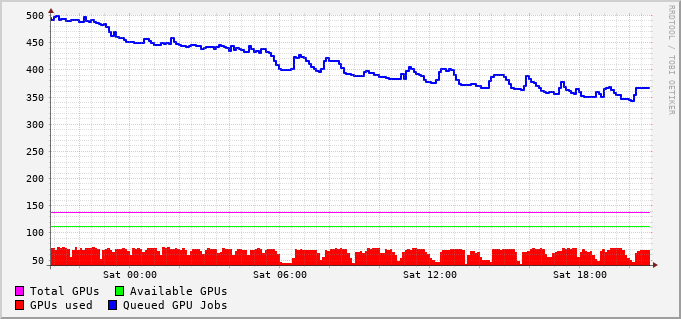 500
450
400
350
300
250
200
150
100
50
Sat 00:00 Sat 06:00 Sat 12:00 Sat 18:00
Total GPUs Available GPUs
GPUs used Queued GPU Jobs
RRDTOOL / TOBI OETIKER